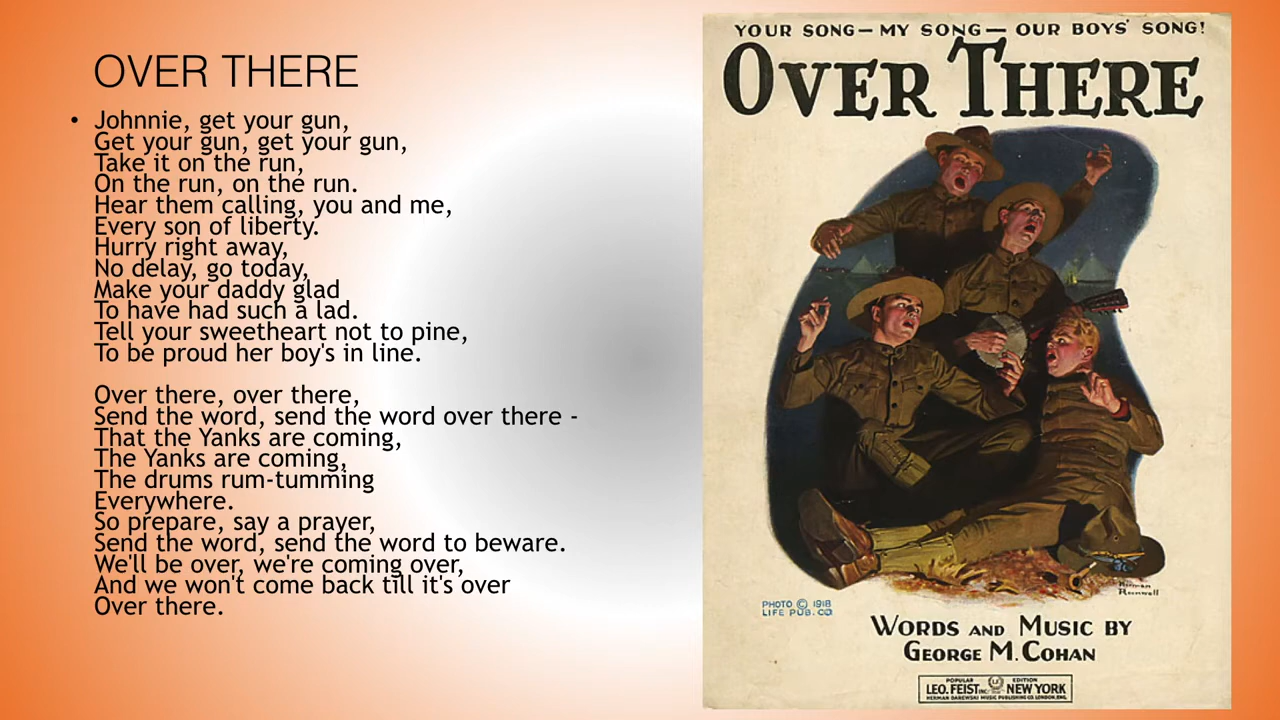 OVER THERE
• Johnnie, get your gun,
Get your gun, get your gun,
Take it on the run,
On the run, on the run.
Hear them calling, you and me,
Every son of liberty.
Hurry right away,
No delay, go today,
Make your daddy glad
To have had such a lad.
Tell your sweetheart not to pine,
To be proud her boy's in line.
Over there, over there,
Send the word, send the word over there -
That the Yanks are coming,
The Yanks are coming,
The drums rum-tumming
Everywhere.
So prepare, say a prayer,
Send the word, send the word to beware.
We'll be over, we're coming over,
And we won't come back till it's over
Over there.
YOUR SONG—MY SONG—OUR BOYS' SONG!
OVER THERE
Norman
Rockwell
PHOTO © 1918
LIFE PUB. CO.
WORDS AND MUSIC BY
GEORGE M. COHAN
POPULAR EDITION
LEO. FEIST INC. NEW YORK
HERMAN DAREWSKI MUSIC PUBLISHING CO. LONDON, ENG.